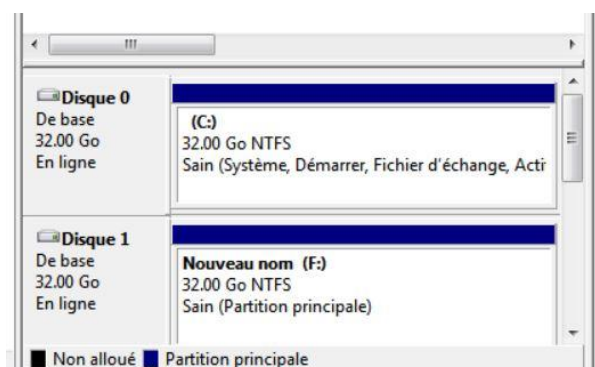 Disque 0
De base
32.00 Go
En ligne
(C:)
32.00 Go NTFS
Sain (Système, Démarrer, Fichier d'échange, Acti
Disque 1
De base
32.00 Go
En ligne
Nouveau nom (F:)
32.00 Go NTFS
Sain (Partition principale)
Non alloué Partition principale